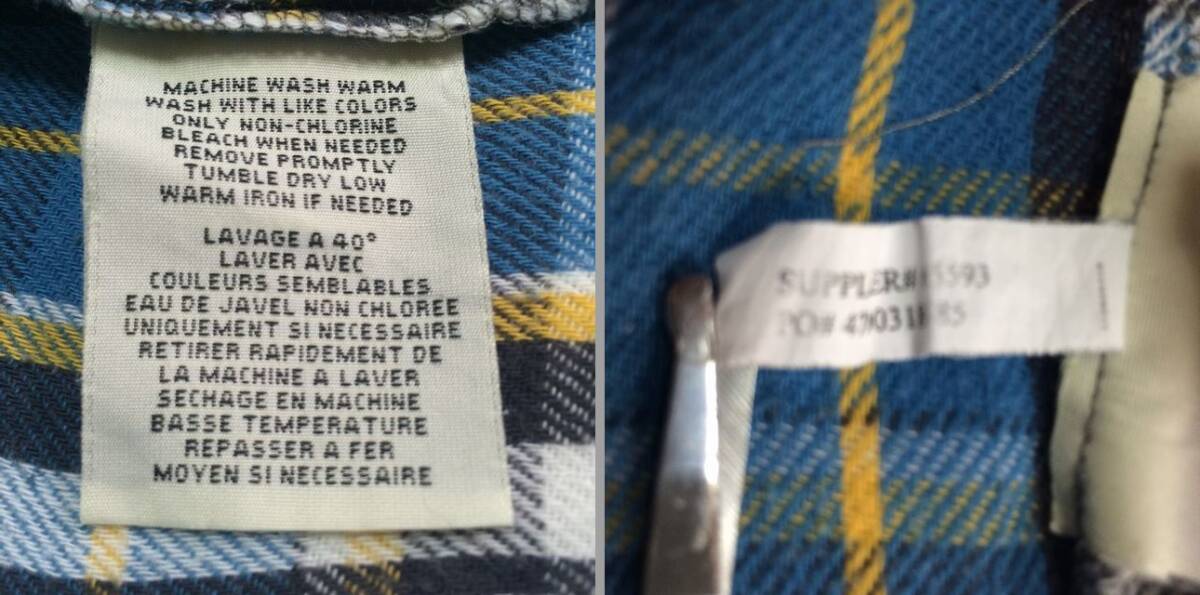 MACHINE WASH WARM
WASH WITH LIKE COLORS
ONLY NON-CHLORINE
BLEACH WHEN NEEDED
REMOVE PROMPTLY
TUMBLE DRY LOW
WARM IRON IF NEEDED
LAVAGE A 40°
LAVER AVEC
COULEURS SEMBLABLES
EAU DE JAVEL NON CHLOREE
UNIQUEMENT SI NECESSAIRE
RETIRER RAPIDEMENT DE
LA MACHINE A LAVER
SECHAGE EN MACHINE
BASSE TEMPERATURE
REPASSER A FER
MOYEN SI NECESSAIRE
PO#